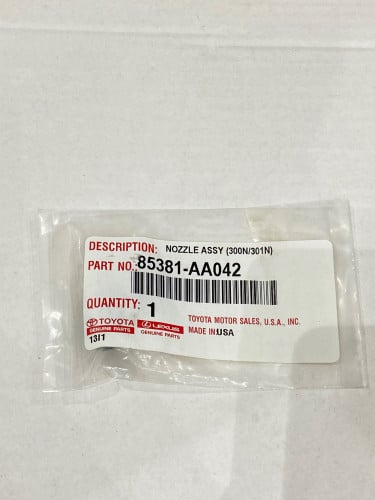 DESCRIPTION: NOZZLE ASSY (300N/301N)
PART NO.: 85381-AA042
QUANTITY: 1
TOYOTA LEXUS TOYOTA MOTOR SALES, U.S.A., INC.
GENUINE PARTS GENUINE PARTS MADE IN:USA
13I1